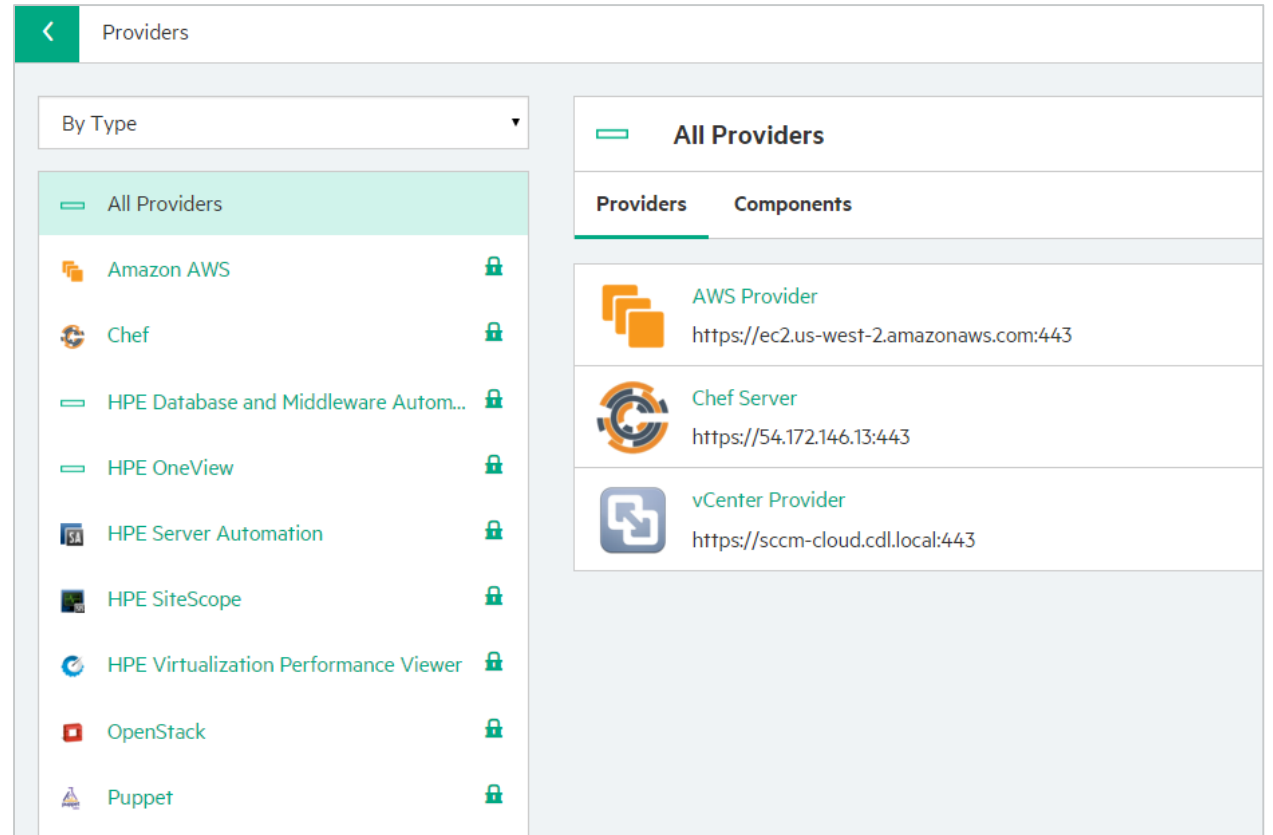 Providers
By Type
All Providers
Amazon AWS
Chef
HPE Database and Middleware Autom...
HPE OneView
HPE Server Automation
SA
HPE SiteScope
HPE Virtualization Performance Viewer
OpenStack
Puppet
All Providers
Providers Components
AWS Provider
https://ec2.us-west-2.amazonaws.com:443
Chef Server
https://54.172.146.13:443
vCenter Provider
https://sccm-cloud.cdl.local:443